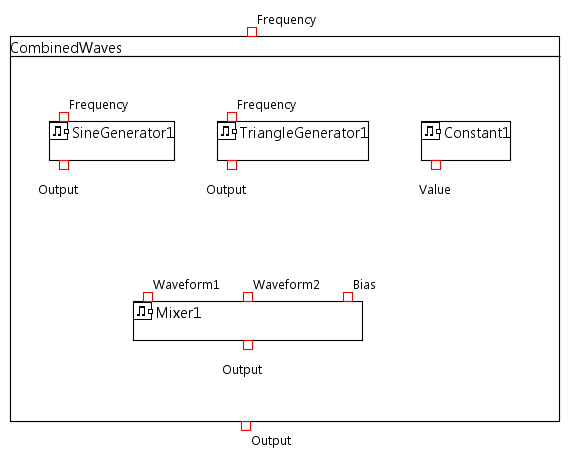 Frequency
CombinedWaves
Frequency
Frequency
SineGenerator1
TriangleGenerator1
Constant1
Output
Output
Value
Waveform1
Waveform2
Bias
Mixer1
Output
Output